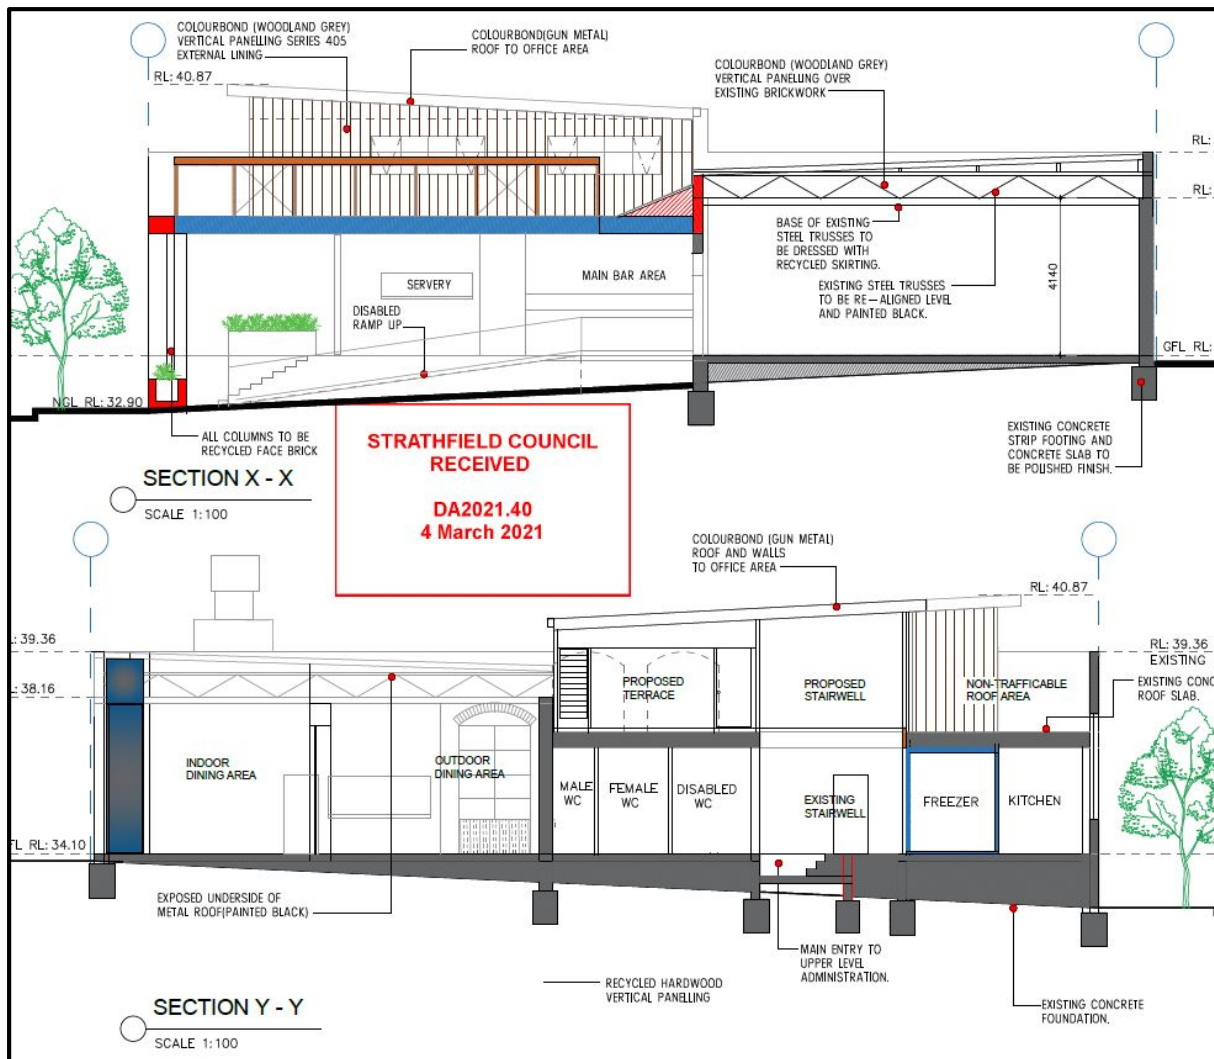 COLOURBOND (WOODLAND GREY)
VERTICAL PANELLING SERIES 405
EXTERNAL LINING
COLOURBOND(GUN METAL)
ROOF TO OFFICE AREA
COLOURBOND (WOODLAND GREY)
VERTICAL PANELING OVER
EXISTING BRICKWORK
RL: 40.87
RL:
RL:
BASE OF EXISTING
STEEL TRUSSES TO
BE DRESSED WITH
RECYCLED SKIRTING.
EXISTING STEEL TRUSSES
TO BE RE-ALIGNED LEVEL
AND PAINTED BLACK.
4140
MAIN BAR AREA
SERVERY
DISABLED
RAMP UP
GFL RL:
NGL RL: 32.90
ALL COLUMNS TO BE
RECYCLED FACE BRICK
EXISTING CONCRETE
STRIP FOOTING AND
CONCRETE SLAB TO
BE POLISHED FINISH.
SECTION X - X
SCALE 1:100
STRATHFIELD COUNCIL
RECEIVED
DA2021.40
4 March 2021
COLOURBOND (GUN METAL)
ROOF AND WALLS
TO OFFICE AREA
RL: 40.87
L: 39.36
RL: 39.36
EXISTING
L: 38.16
EXISTING CONC
ROOF SLAB.
PROPOSED
TERRACE
PROPOSED
STAIRWELL
NON-TRAFFICABLE
ROOF AREA
INDOOR
DINING AREA
OUTDOOR
DINING AREA
MALE
WC
FEMALE
WC
DISABLED
WC
EXISTING
STAIRWELL
FREEZER
KITCHEN
FL RL: 34.10
EXPOSED UNDERSIDE OF
METAL ROOF(PAINTED BLACK)
MAIN ENTRY TO
UPPER LEVEL
ADMINISTRATION.
RECYCLED HARDWOOD
VERTICAL PANELLING
EXISTING CONCRETE
FOUNDATION.
SECTION Y - Y
SCALE 1:100